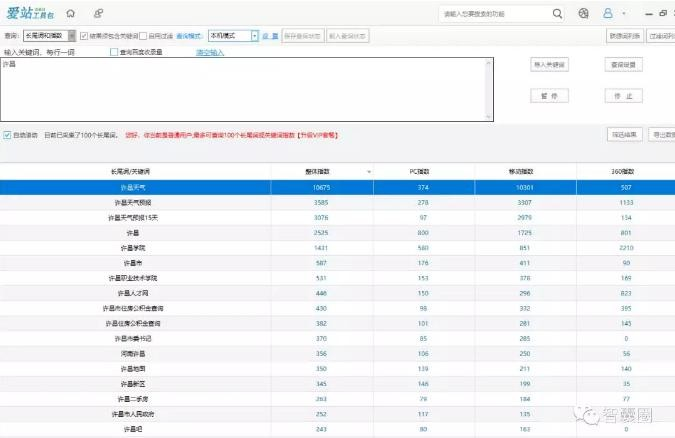 爱站工具包
请输入您要搜索的功能
查询: 长尾词和指数 结果须包含关键词 启用过滤 查询模式: 本机模式 设 置 保存查询状态 载入查询状态 联想词列表 过滤词列
输入关键词，每行一词 查询百度收录量 清空输入
许昌
导入关键词 查询设置
暂 停 停 止
自动滚动 目前已采集了100个长尾词。 您好，你当前是普通用户,最多可查询100个长尾词或关键词指数【升级VIP套餐】 筛选结果 导出数据
长尾词/关键词 整体指数 PC指数 移动指数 360指数
许昌天气 10675 374 10301 507
许昌天气预报 3585 278 3307 1133
许昌天气预报15天 3076 97 2979 134
许昌 2525 800 1725 801
许昌学院 1431 580 851 2210
许昌市 587 176 411 90
许昌职业技术学院 531 153 378 169
许昌人才网 446 150 296 823
许昌市住房公积金查询 430 98 332 395
许昌住房公积金查询 382 101 281 145
许昌市委书记 370 85 285 0
河南许昌 356 106 250 56
许昌地图 350 139 211 140
许昌新区 345 146 199 35
许昌二手房 263 79 184 77
许昌市人民政府 252 117 135
许昌吧 243 80 163 0
智囊圈